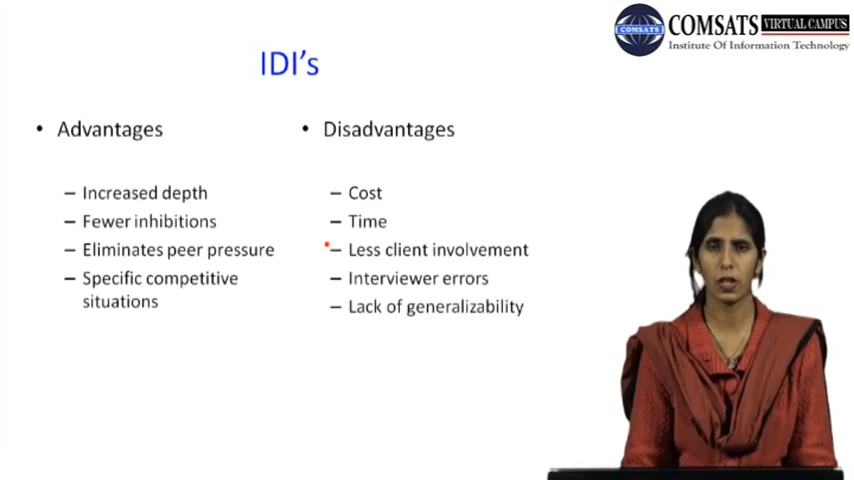 COMSATS
COMSATS VIRTUAL CAMPUS
Institute Of Information Technology
IDI's
• Advantages
– Increased depth
– Fewer inhibitions
– Eliminates peer pressure
– Specific competitive
situations
• Disadvantages
– Cost
– Time
– Less client involvement
– Interviewer errors
– Lack of generalizability